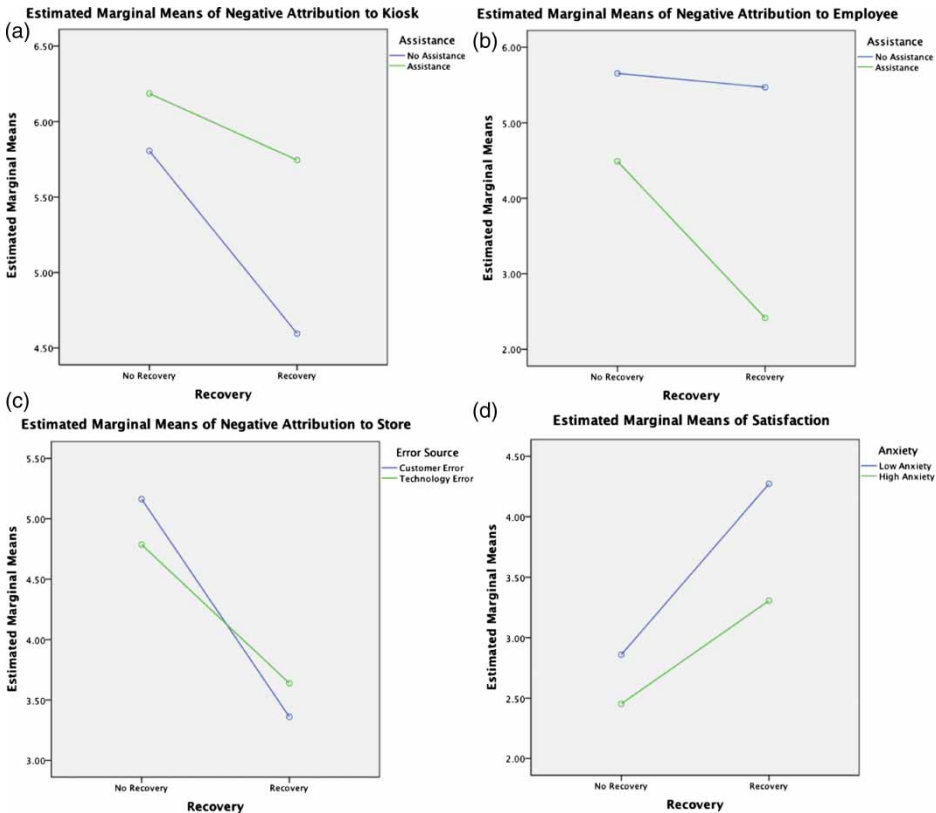 (a)
Estimated Marginal Means of Negative Attribution to Kiosk
Assistance
No Assistance
Assistance
Estimated Marginal Means
6.50
6.00
5.50
5.00
4.50
No Recovery
Recovery
Recovery
(b)
Estimated Marginal Means of Negative Attribution to Employee
Assistance
No Assistance
Assistance
Estimated Marginal Means
6.00
5.00
4.00
3.00
2.00
No Recovery
Recovery
Recovery
(c)
Estimated Marginal Means of Negative Attribution to Store
Error Source
Customer Error
Technology Error
Estimated Marginal Means
5.50
5.00
4.50
4.00
3.50
3.00
No Recovery
Recovery
Recovery
(d)
Estimated Marginal Means of Satisfaction
Anxiety
Low Anxiety
High Anxiety
Estimated Marginal Means
4.50
4.00
3.50
3.00
2.50
2.00
No Recovery
Recovery
Recovery